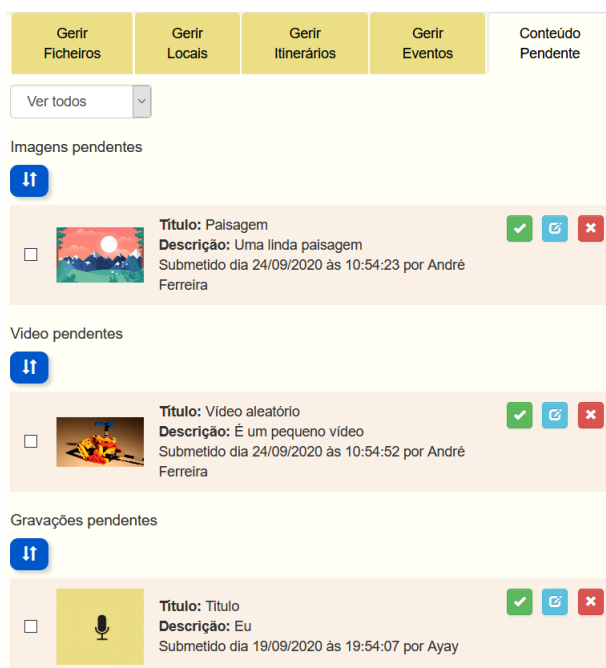 Gerir Ficheiros
Gerir Locais
Gerir Itinerários
Gerir Eventos
Conteúdo Pendente
Ver todos
Imagens pendentes
Título: Paisagem
Descrição: Uma linda paisagem
Submetido dia 24/09/2020 às 10:54:23 por André
Ferreira
Video pendentes
Título: Vídeo aleatório
Descrição: É um pequeno vídeo
Submetido dia 24/09/2020 às 10:54:52 por André
Ferreira
Gravações pendentes
Título: Titulo
Descrição: Eu
Submetido dia 19/09/2020 às 19:54:07 por Ayay